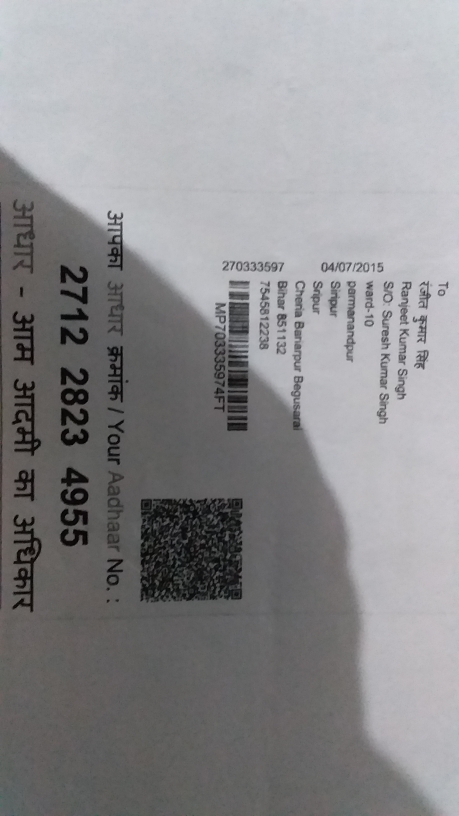 To
रंजीत कुमार सिंह
Ranjeet Kumar Singh
S/O: Suresh Kumar Singh
ward-10
parmanandpur
Siripur
Siripur
Cheria Bariarpur Begusarai
Bihar 851132
7545812238
04/07/2015
270333597
MP703335974FT
आपका आधार क्रमांक / Your Aadhaar No. :
2712 2823 4955
आधार - आम आदमी का अधिकार